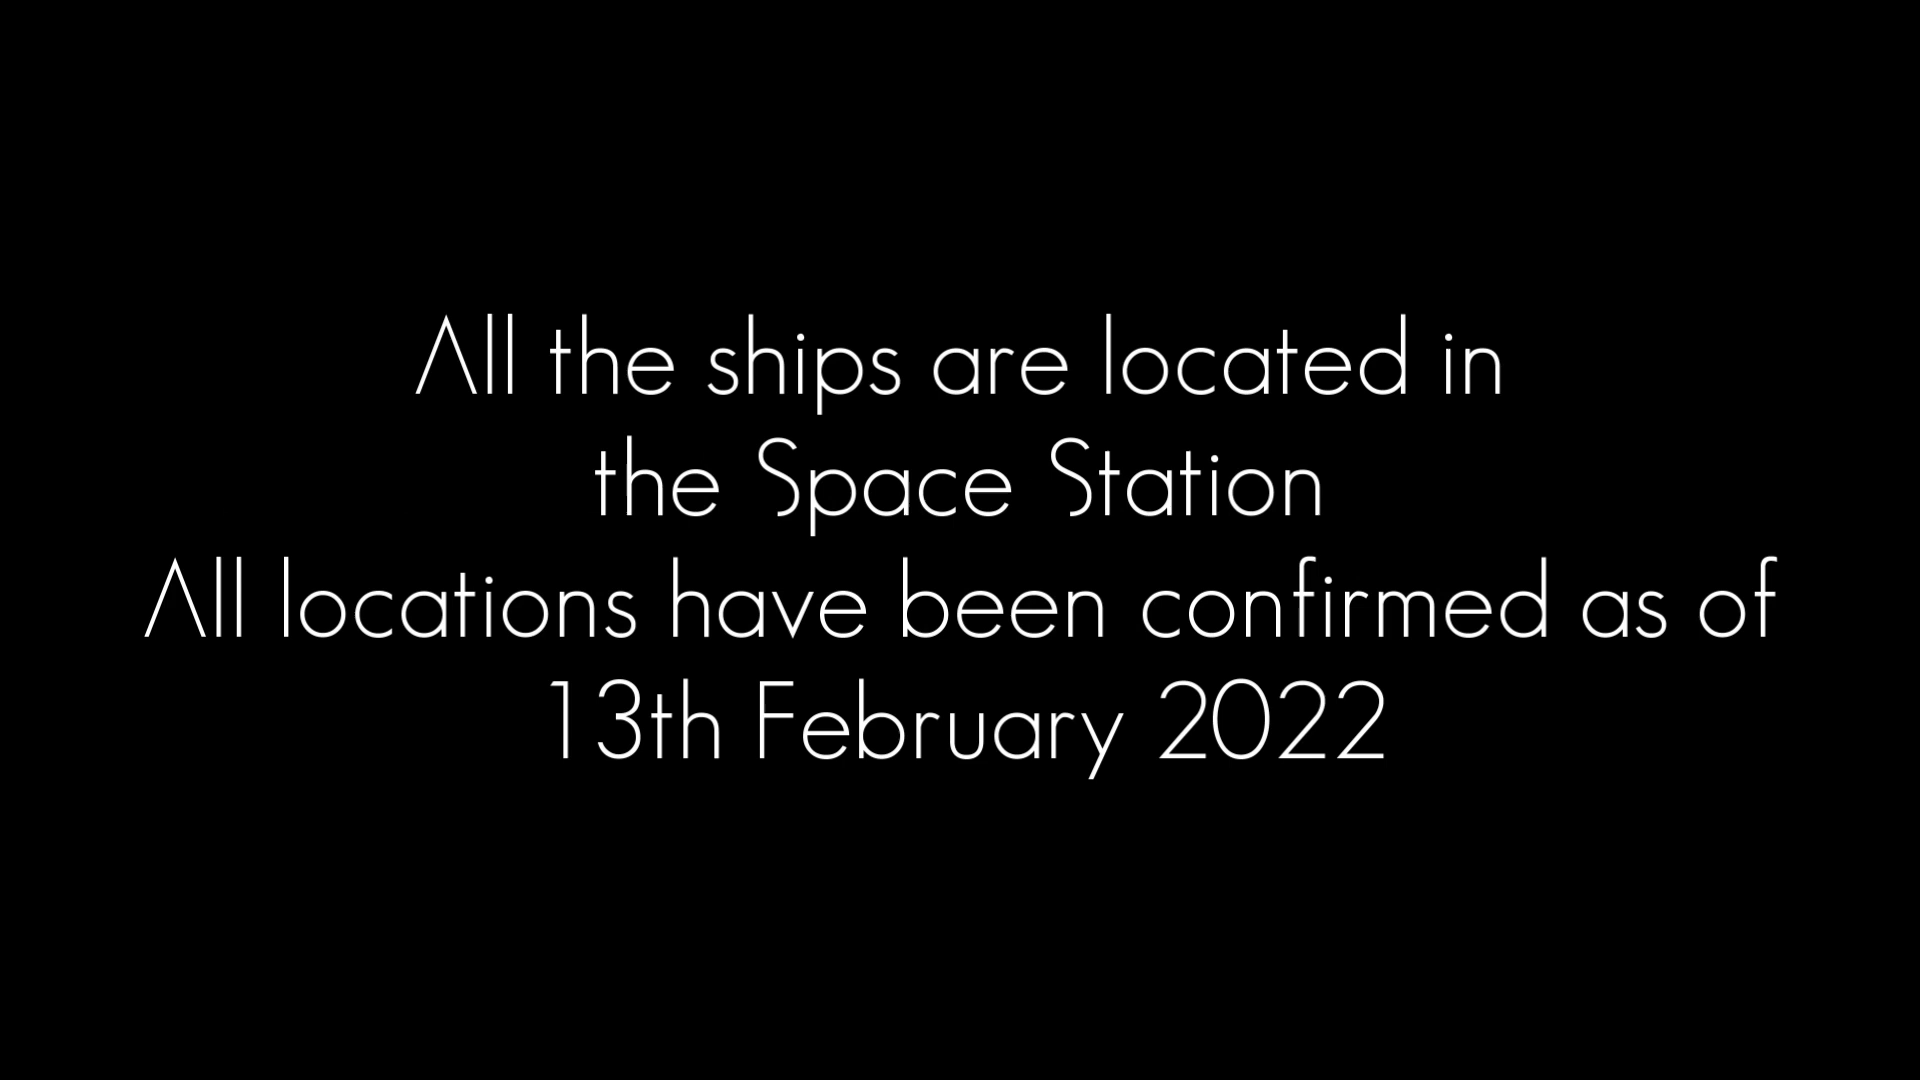 All the ships are located in
the Space Station
All locations have been confirmed as of
13th February 2022